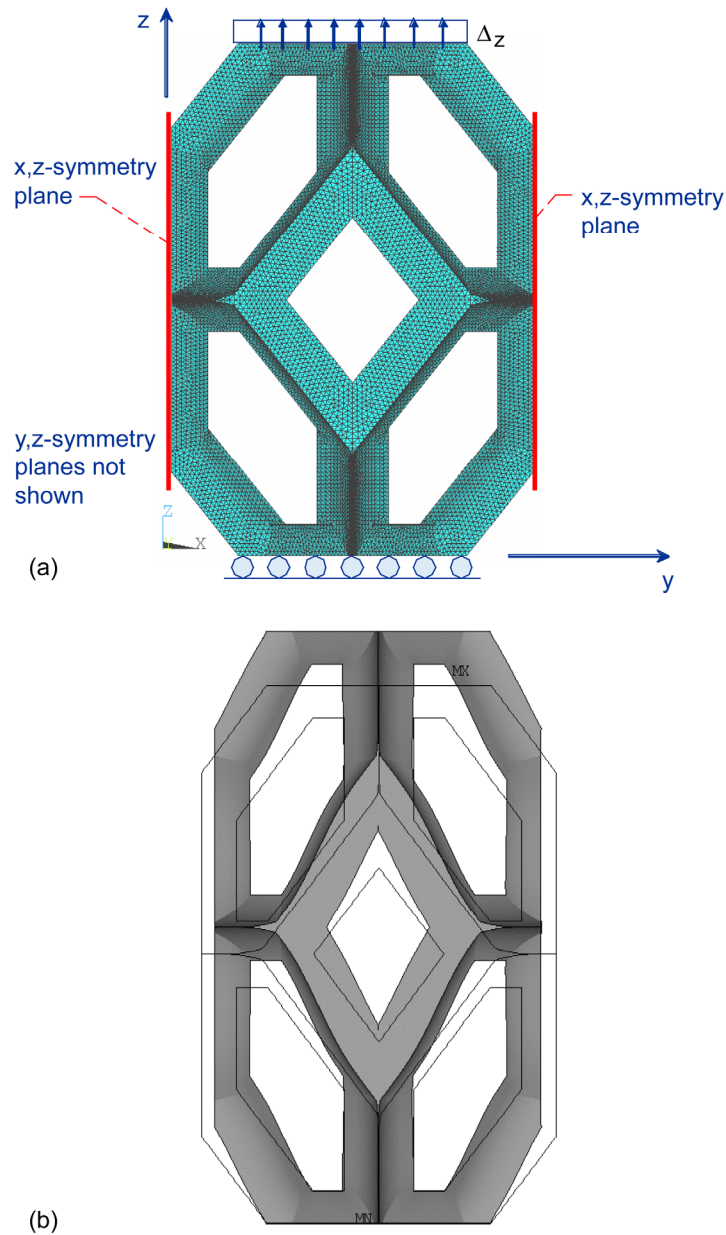 z
Δz
x,z-symmetry
plane
x,z-symmetry
plane
y,z-symmetry
planes not
shown
Z
X
(a)
y
MX
MN
(b)